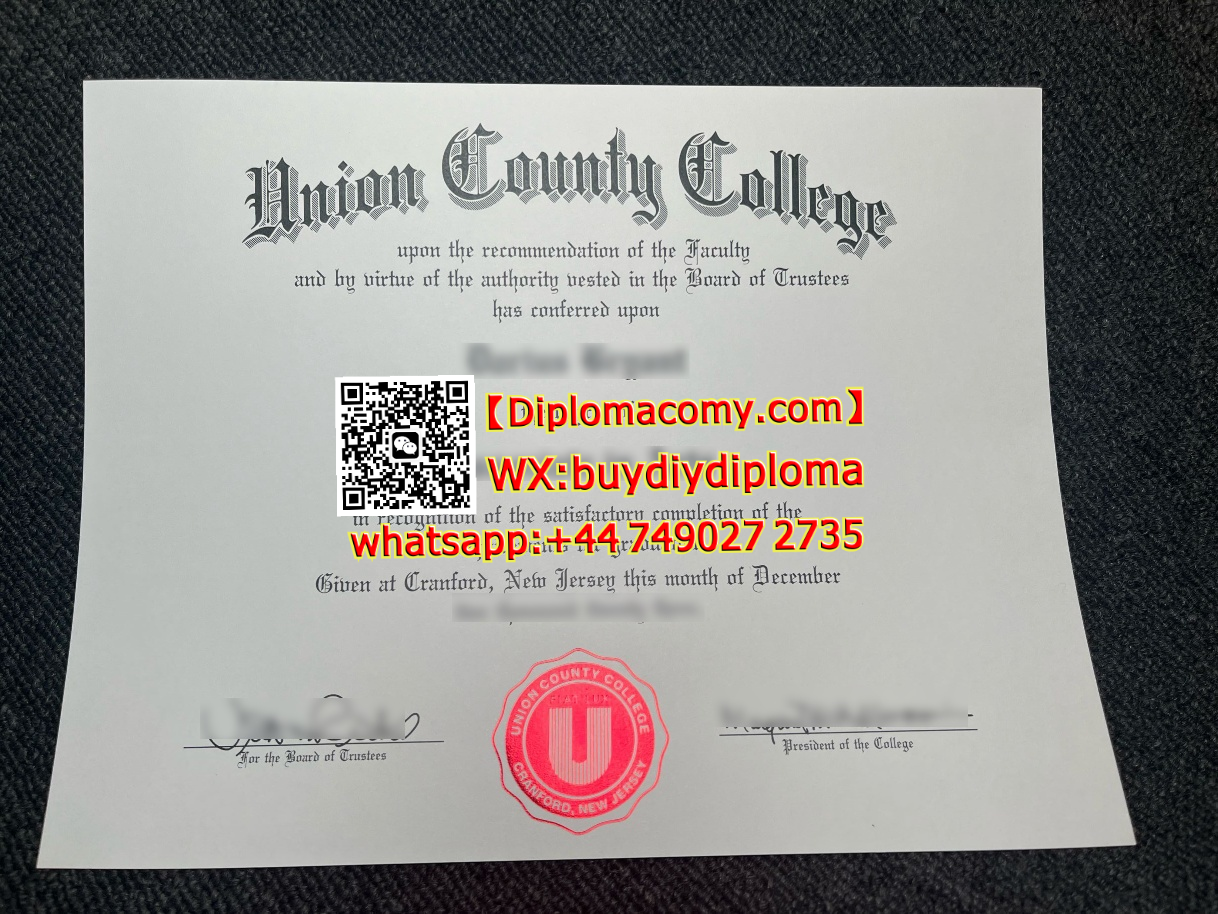 Union County College
upon the recommendation of the Faculty
and by virtue of the authority vested in the Board of Trustees
has conferred upon
【Diplomacomy.com】
WX:buydiydiploma
in recognition of the satisfactory completion of the
whatsapp:+44 749027 2735
Given at Cranford, New Jersey this month of December
UNION COUNTY COLLEGE
U
CRANFORD, NEW JERSEY
For the Board of Trustees
President of the College